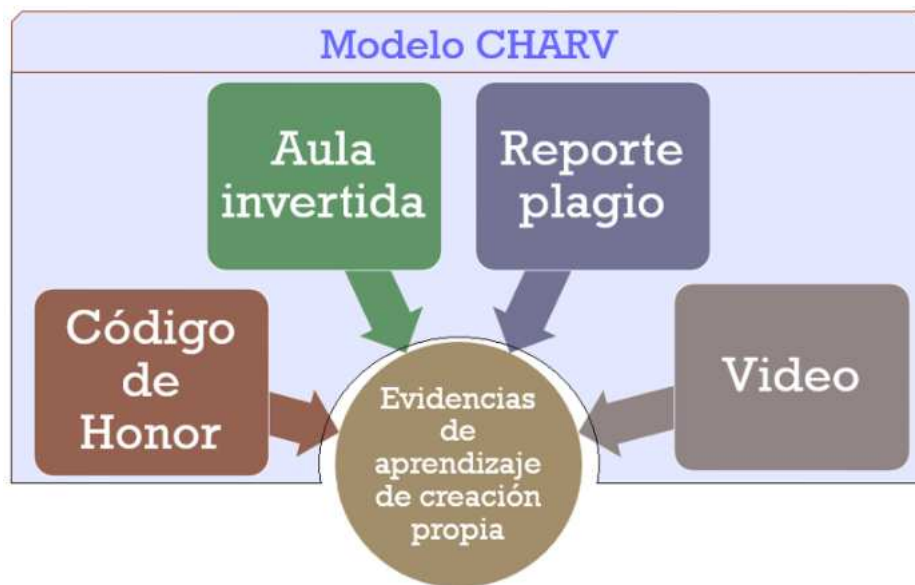 Modelo CHARV
Aula
invertida
Reporte
plagio
Código
de
Honor
Video
Evidencias
de
aprendizaje
de creación
propia